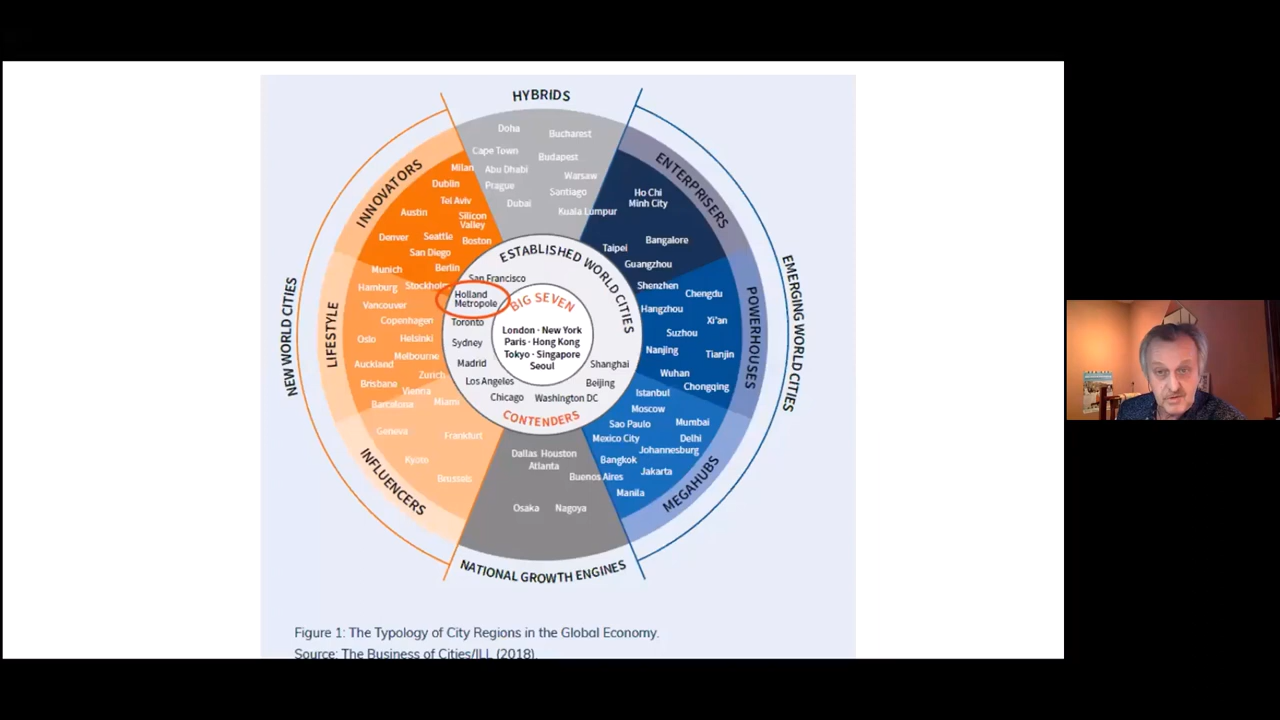 HYBRIDS
Doha
Bucharest
Cape Town
Budapest
Abu Dhabi
Warsaw
Prague
Santiago
Dubai
Kuala Lumpur
ENTERPRISERS
Ho Chi
Minh City
Bangalore
Taipei
Guangzhou
POWERHOUSES
Shenzhen
Chengdu
Hangzhou
Xi'an
Suzhou
Nanjing
Tianjin
Wuhan
Chongqing
MEGAHUBS
Istanbul
Moscow
Sao Paulo
Mumbai
Mexico City
Delhi
Johannesburg
Bangkok
Jakarta
Buenos Aires
Manila
EMERGING WORLD CITIES
NATIONAL GROWTH ENGINES
Dallas Houston
Atlanta
Osaka
Nagoya
NEW WORLD CITIES
INNOVATORS
Milan
Dublin
Tel Aviv
Austin
Silicon
Valley
Denver
Seattle
Boston
San Diego
Munich
Berlin
LIFESTYLE
Hamburg
Stockholm
Vancouver
Copenhagen
Oslo
Helsinki
Melbourne
Auckland
Zurich
Brisbane
Vienna
Barcelona
Miami
INFLUENCERS
Geneva
Frankfurt
Kyoto
Brussels
ESTABLISHED WORLD CITIES
San Francisco
Holland
Metropole
Toronto
Sydney
Madrid
Los Angeles
Chicago
Washington DC
Beijing
Shanghai
CONTENDERS
BIG SEVEN
London · New York
Paris · Hong Kong
Tokyo · Singapore
Seoul
Figure 1: The Typology of City Regions in the Global Economy.
Source: The Business of Cities/JLL (2018).